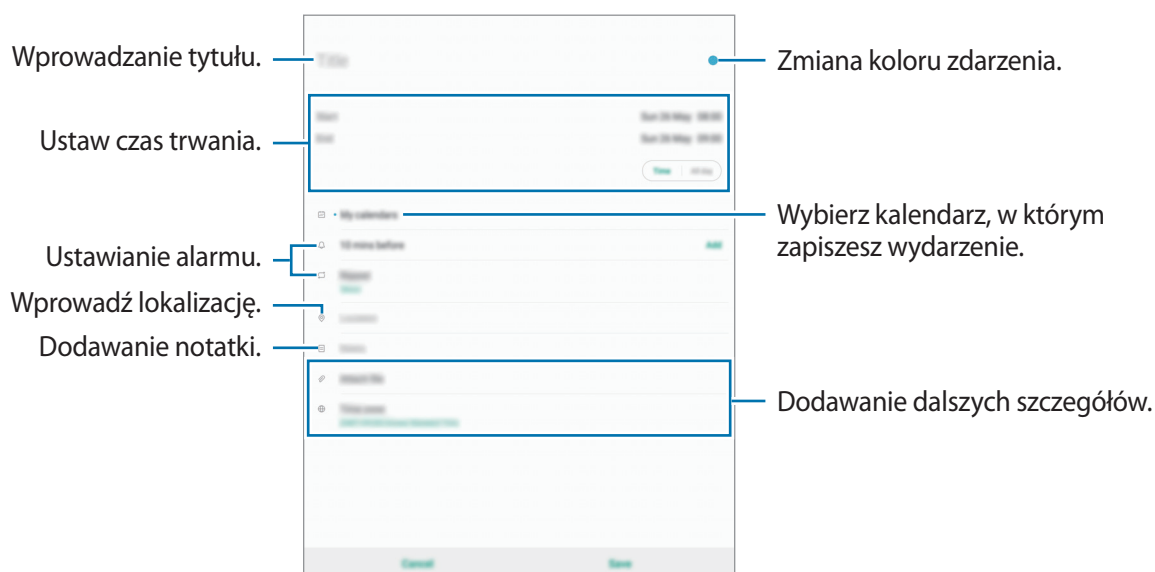 Wprowadzanie tytułu.
Title
Zmiana koloru zdarzenia.
Ustaw czas trwania.
Start
Sun 26 May 08:00
End
Sun 26 May 09:00
Time
All day
My calendars
Wybierz kalendarz, w którym
zapiszesz wydarzenie.
Ustawianie alarmu.
10 mins before
Add
Repeat
Wprowadź lokalizację.
Location
Dodawanie notatki.
Notes
Attach file
Dodawanie dalszych szczegółów.
Time zone
Cancel
Save